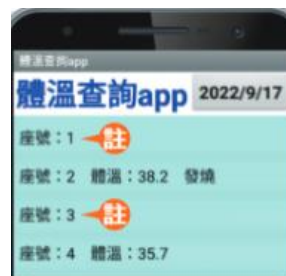 體溫查詢app
體溫查詢app 2022/9/17
座號：1 註
座號：2 體溫：38.2 發燒
座號：3 註
座號：4 體溫：35.7